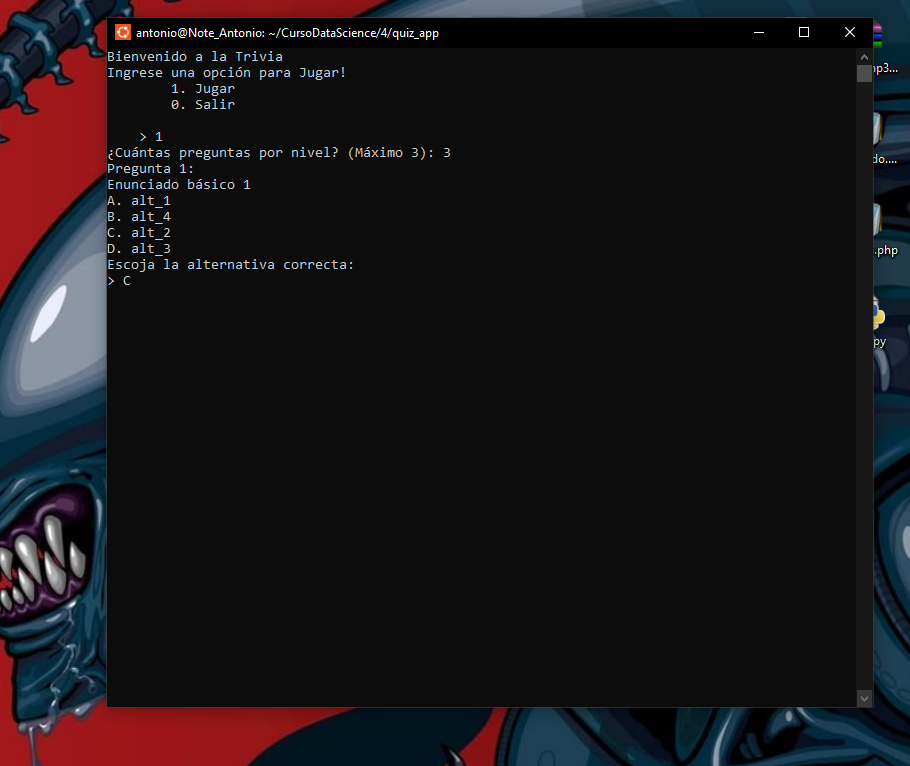 antonio@Note_Antonio: ~/CursoDataScience/4/quiz_app
Bienvenido a la Trivia
Ingrese una opción para Jugar!
1. Jugar
0. Salir
> 1
¿Cuántas preguntas por nivel? (Máximo 3): 3
Pregunta 1:
Enunciado básico 1
A. alt_1
B. alt_4
C. alt_2
D. alt_3
Escoja la alternativa correcta:
> C
np3...
do....
.php
py